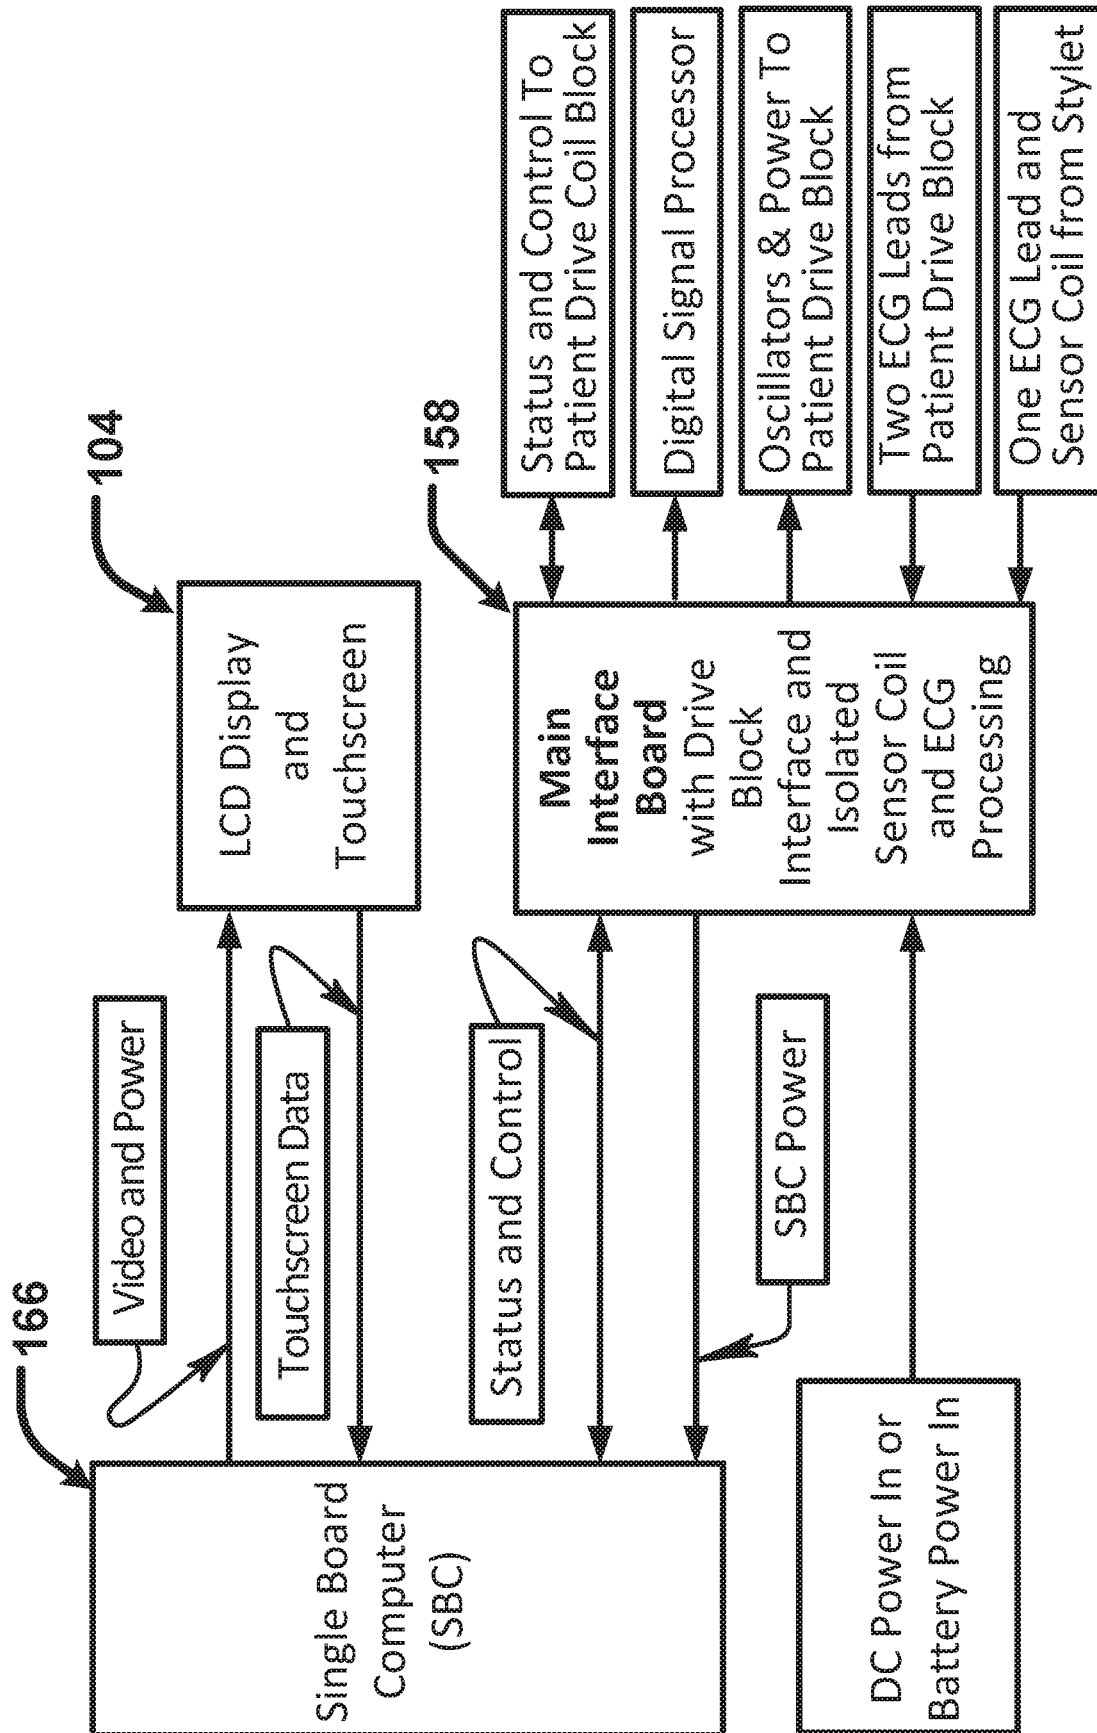 166
Single Board
Computer
(SBC)
Video and Power
Touchscreen Data
104
LCD Display
and
Touchscreen
Status and Control
SBC Power
DC Power In or
Battery Power In
158
Main
Interface
Board
with Drive
Block
Interface and
Isolated
Sensor Coil
and ECG
Processing
Status and Control To
Patient Drive Coil Block
Digital Signal Processor
Oscillators & Power To
Patient Drive Block
Two ECG Leads from
Patient Drive Block
One ECG Lead and
Sensor Coil from Stylet